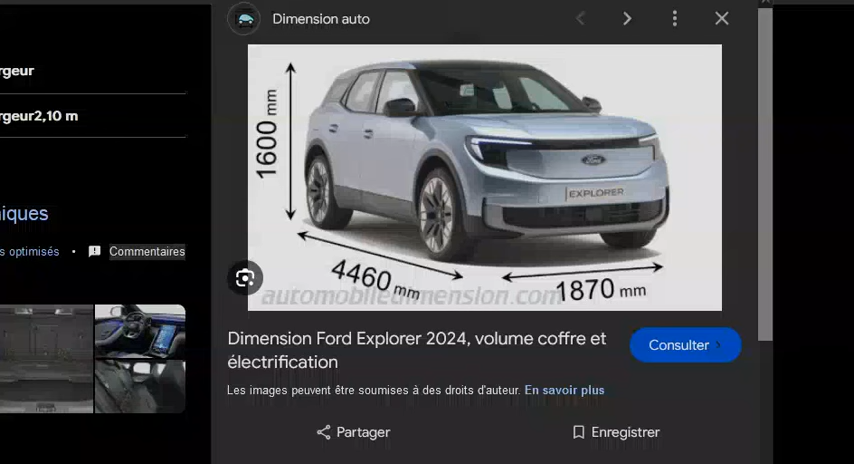 rgeur
rgeur2,10 m
niques
s optimisés • Commentaires
Dimension auto
1600 mm
Ford
EXPLORER
4460 mm
1870 mm
automobiledimension.com
Dimension Ford Explorer 2024, volume coffre et
électrification
Consulter
Les images peuvent être soumises à des droits d'auteur. En savoir plus
Partager
Enregistrer